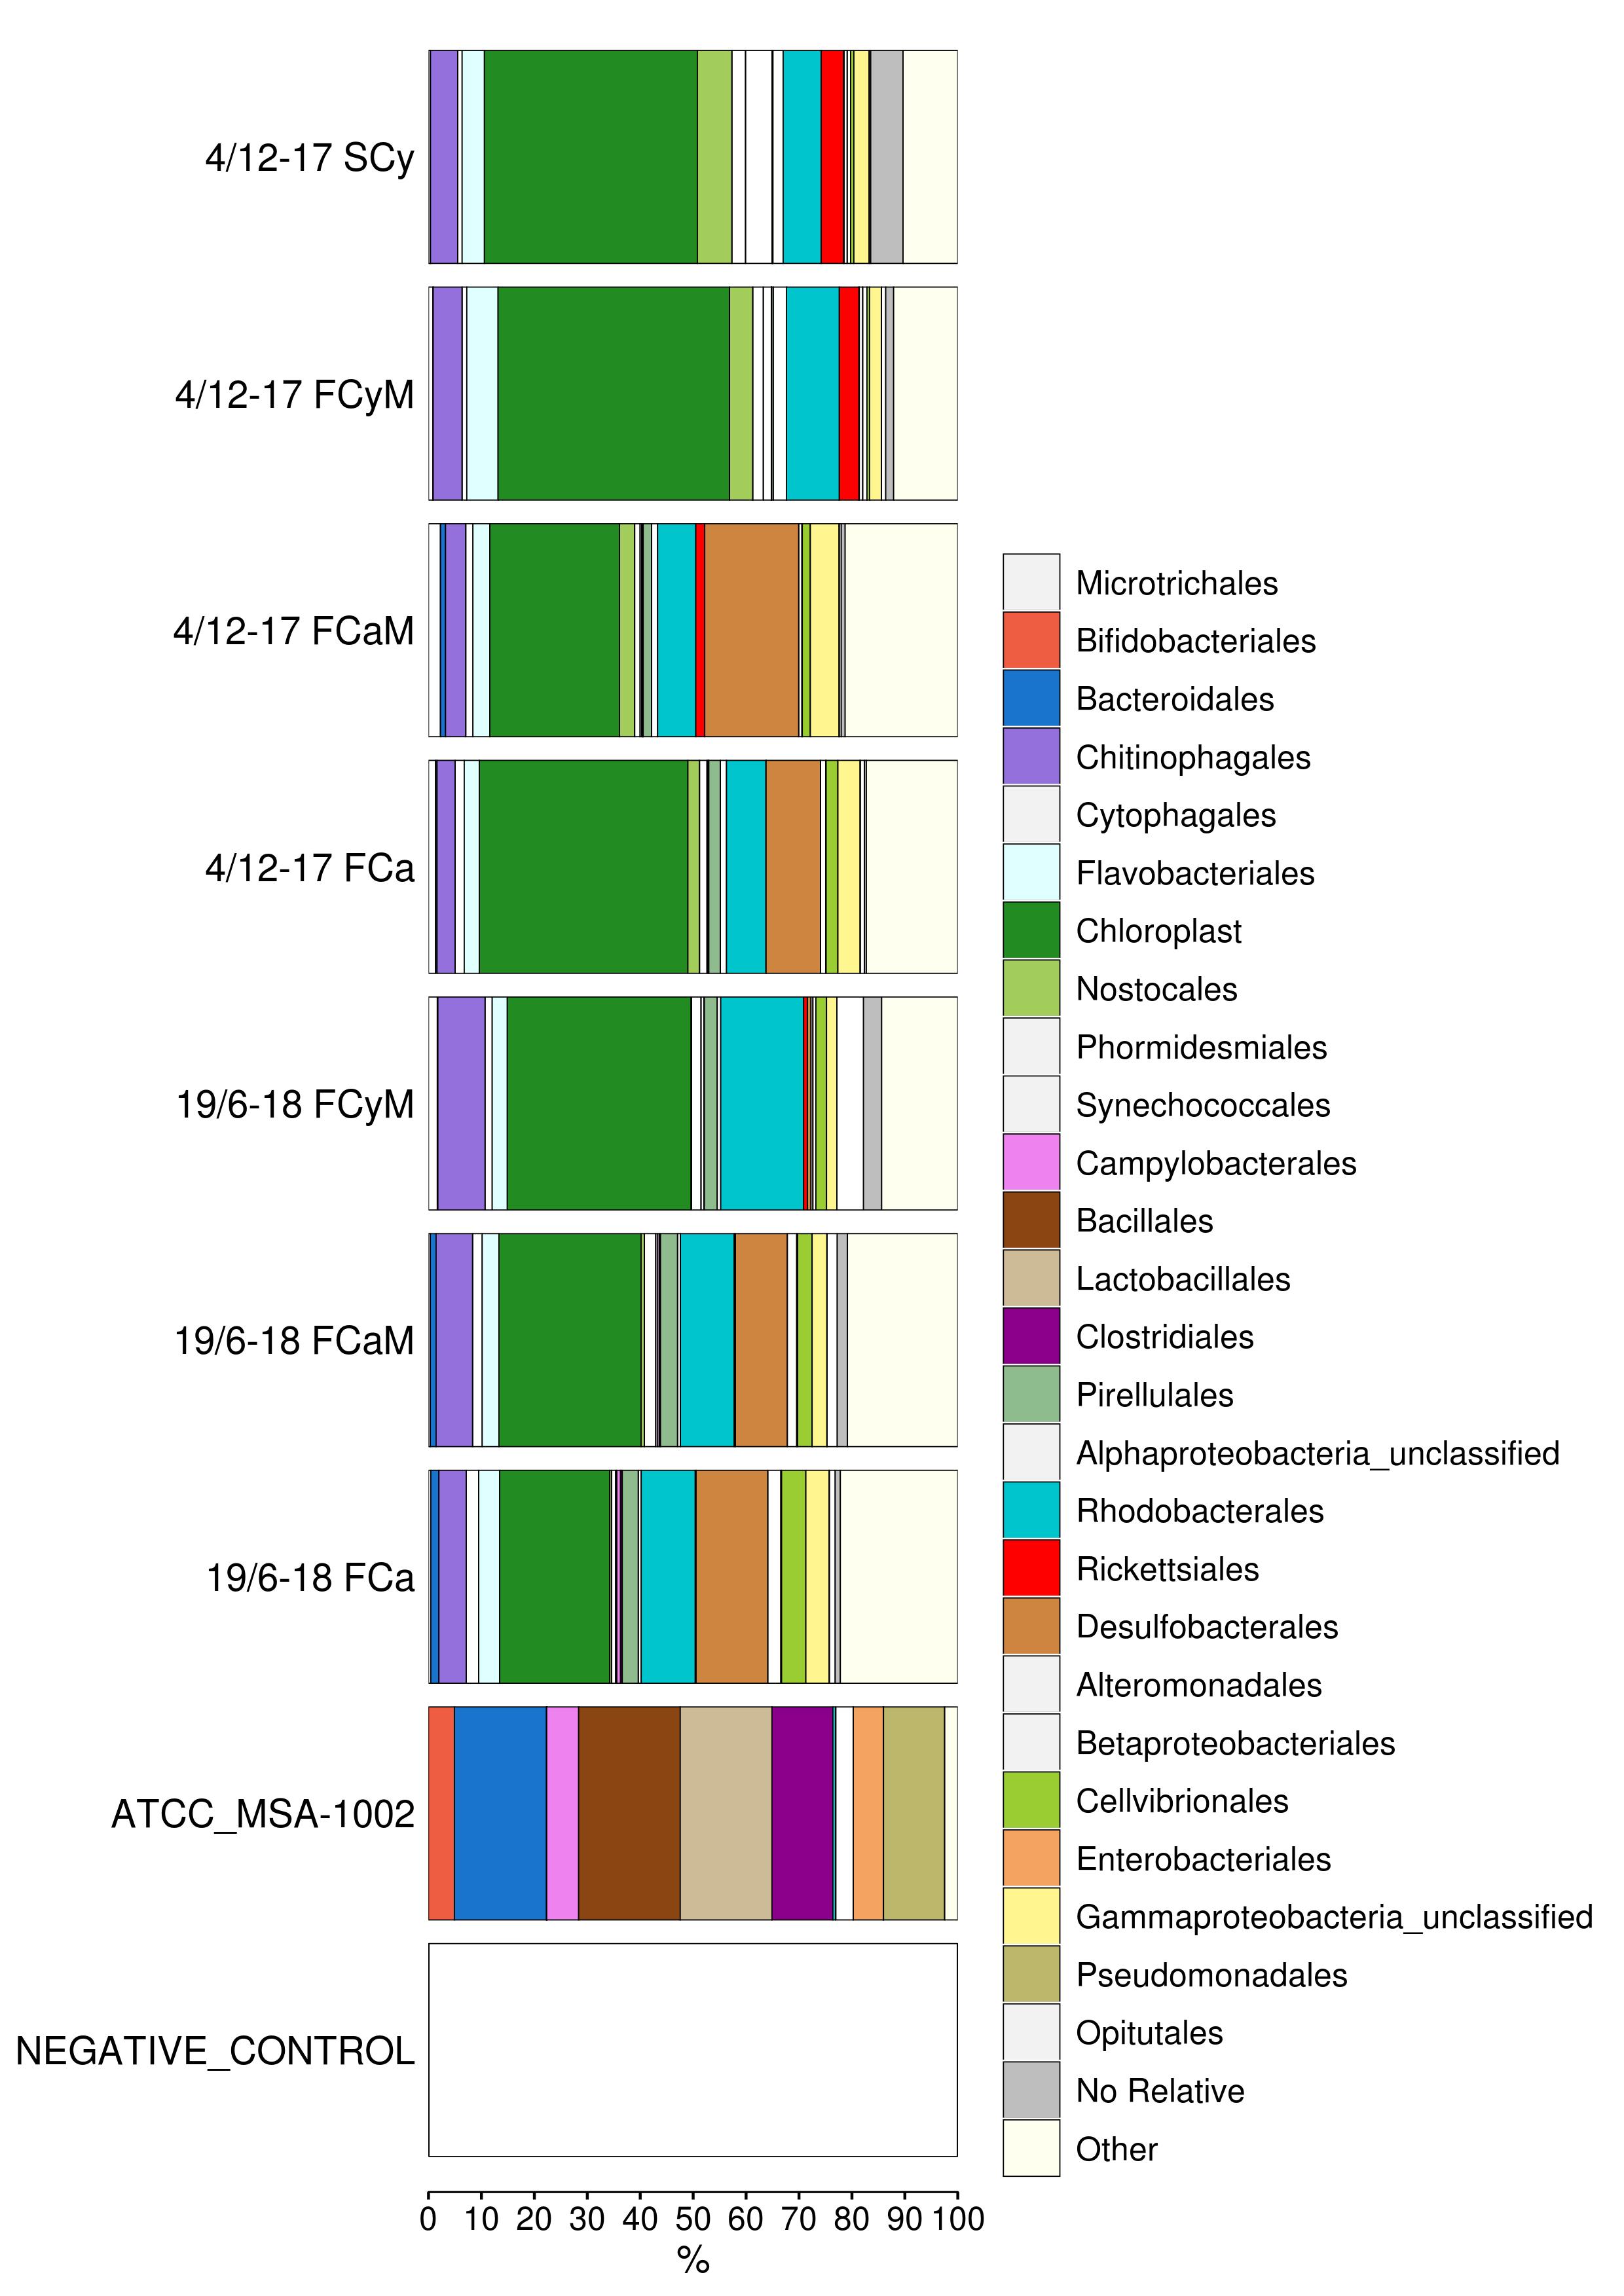 4/12-17 SCy
4/12-17 FCyM
4/12-17 FCaM
4/12-17 FCa
19/6-18 FCyM
19/6-18 FCaM
19/6-18 FCa
ATCC_MSA-1002
NEGATIVE_CONTROL
0 10 20 30 40 50 60 70 80 90 100
%
Microtrichales
Bifidobacteriales
Bacteroidales
Chitinophagales
Cytophagales
Flavobacteriales
Chloroplast
Nostocales
Phormidesmiales
Synechococcales
Campylobacterales
Bacillales
Lactobacillales
Clostridiales
Pirellulales
Alphaproteobacteria_unclassified
Rhodobacterales
Rickettsiales
Desulfobacterales
Alteromonadales
Betaproteobacteriales
Cellvibrionales
Enterobacteriales
Gammaproteobacteria_unclassified
Pseudomonadales
Opitutales
No Relative
Other